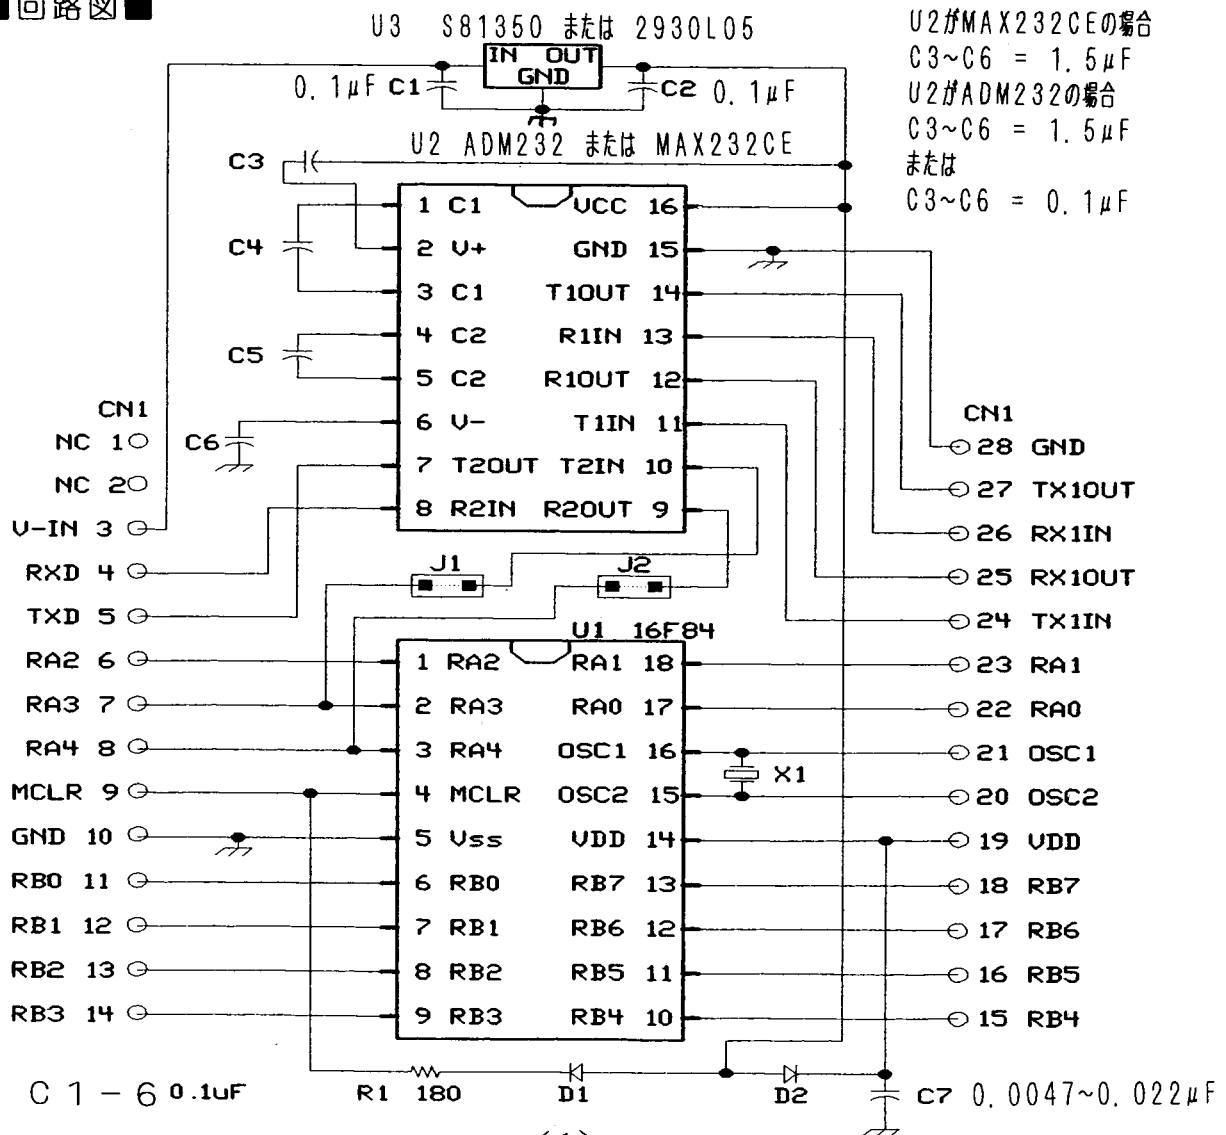 ■回路図■
U3 S81350 または 2930L05
U2がMAX232CEの場合
C3~C6 = 1.5μF
U2がADM232の場合
C3~C6 = 1.5μF
または
C3~C6 = 0.1μF
IN OUT
GND
0.1μF C1
C2 0.1μF
U2 ADM232 または MAX232CE
C3
C4
C5
C6
1 C1 VCC 16
2 V+ GND 15
3 C1 T1OUT 14
4 C2 R1IN 13
5 C2 R1OUT 12
6 V- T1IN 11
7 T2OUT T2IN 10
8 R2IN R2OUT 9
CN1
NC 1
NC 2
V-IN 3
RXD 4
TXD 5
RA2 6
RA3 7
RA4 8
MCLR 9
GND 10
RB0 11
RB1 12
RB2 13
RB3 14
J1
J2
U1 16F84
1 RA2 RA1 18
2 RA3 RA0 17
3 RA4 OSC1 16
4 MCLR OSC2 15
5 Vss VDD 14
6 RB0 RB7 13
7 RB1 RB6 12
8 RB2 RB5 11
9 RB3 RB4 10
X1
CN1
28 GND
27 TX1OUT
26 RX1IN
25 RX1OUT
24 TX1IN
23 RA1
22 RA0
21 OSC1
20 OSC2
19 VDD
18 RB7
17 RB6
16 RB5
15 RB4
C1-6 0.1uF
R1 180
D1
D2
C7 0.0047~0.022μF